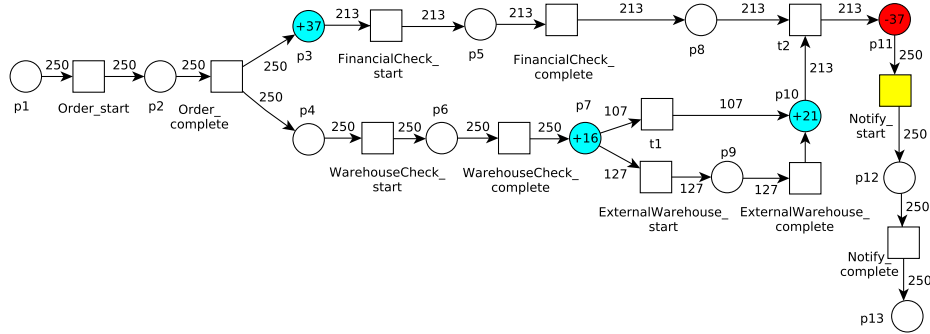 213
213
213
213
213
+37
-37
p3
p5
p8
t2
p11
FinancialCheck_
start
FinancialCheck_
complete
250
250
250
250
250
213
p1
Order_start
p2
Order_
complete
250
p10
p4
p6
p7
107
107
+21
Notify_
start
250
250
250
250
+16
t1
250
WarehouseCheck_
start
WarehouseCheck_
complete
127
127
p9
127
p12
ExternalWarehouse_
start
ExternalWarehouse_
complete
250
Notify_
complete
250
p13